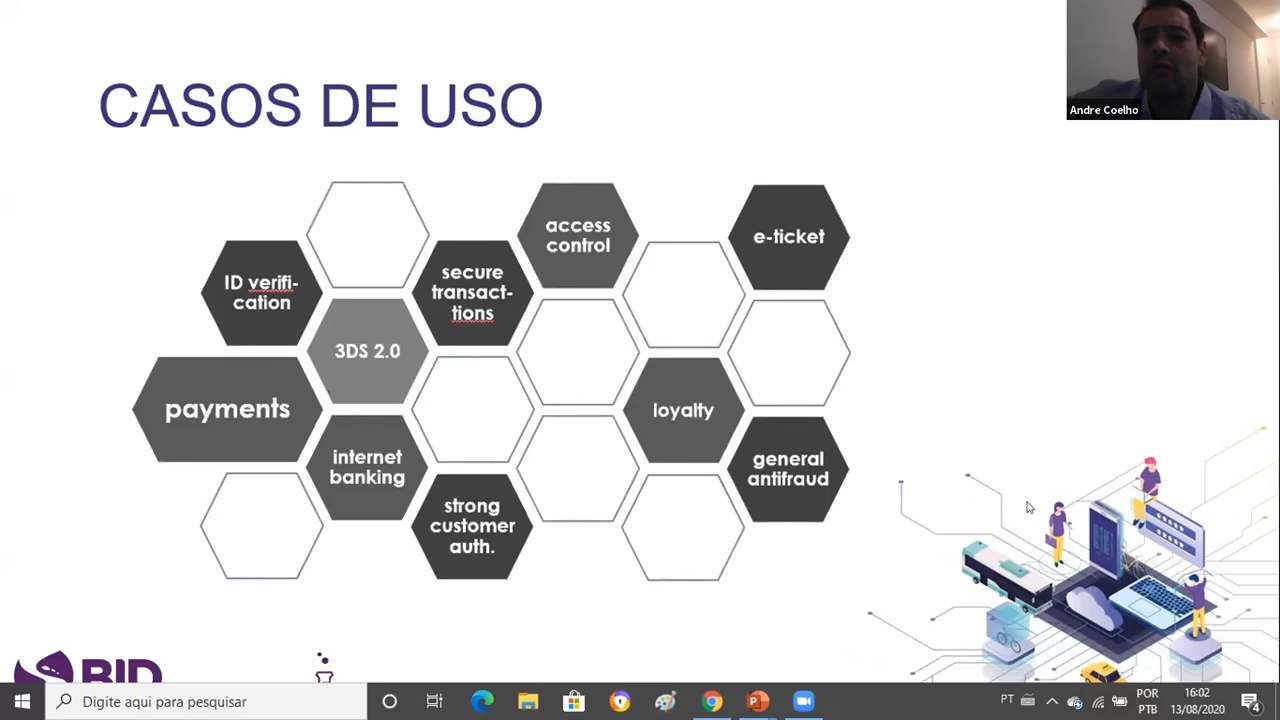 Andre Coelho
CASOS DE USO
access
control
e-ticket
ID verifi-
cation
secure
transact-
tions
3DS 2.0
payments
loyalty
internet
banking
general
antifraud
strong
customer
auth.
BID
Digite aqui para pesquisar
PT
POR
PTB
16:02
13/08/2020
4